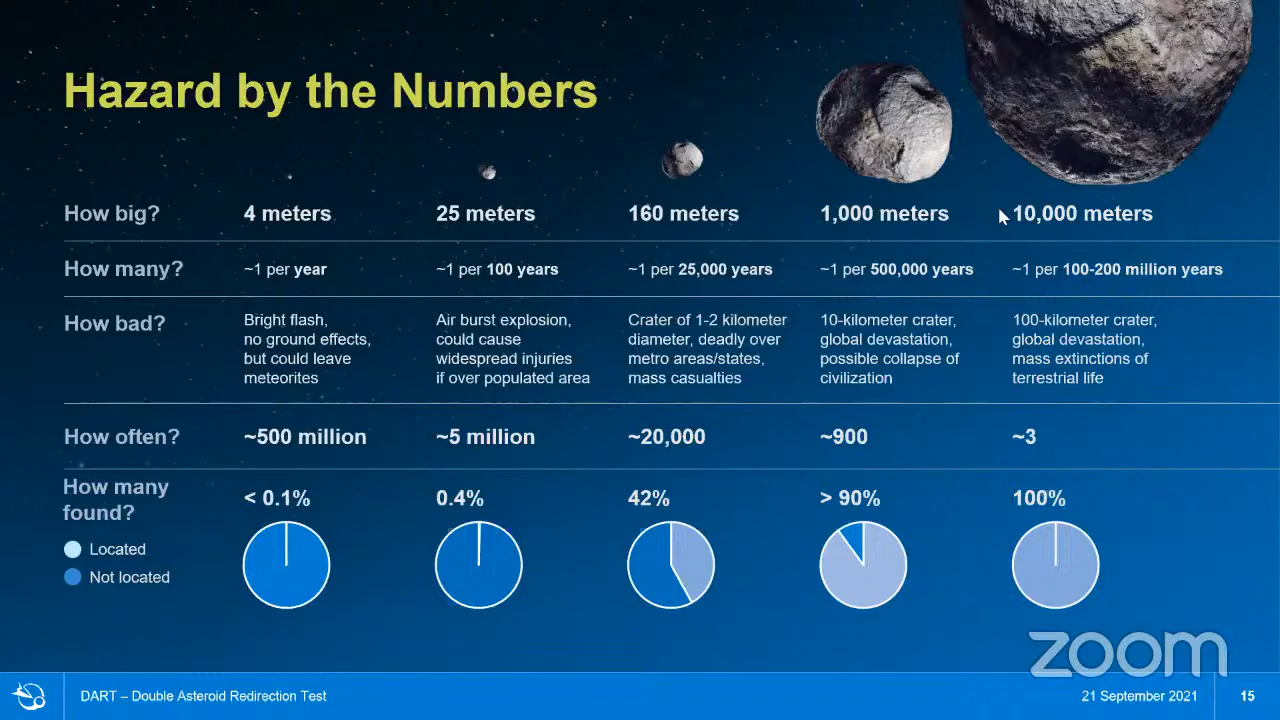 Hazard by the Numbers
How big? 4 meters 25 meters 160 meters 1,000 meters 10,000 meters
How many? ~1 per year ~1 per 100 years ~1 per 25,000 years ~1 per 500,000 years ~1 per 100-200 million years
How bad?
Bright flash,
no ground effects,
but could leave
meteorites
Air burst explosion,
could cause
widespread injuries
if over populated area
Crater of 1-2 kilometer
diameter, deadly over
metro areas/states,
mass casualties
10-kilometer crater,
global devastation,
possible collapse of
civilization
100-kilometer crater,
global devastation,
mass extinctions of
terrestrial life
How often? ~500 million ~5 million ~20,000 ~900 ~3
How many
found?
< 0.1% 0.4% 42% > 90% 100%
Located
Not located
zoom
DART – Double Asteroid Redirection Test 21 September 2021 15